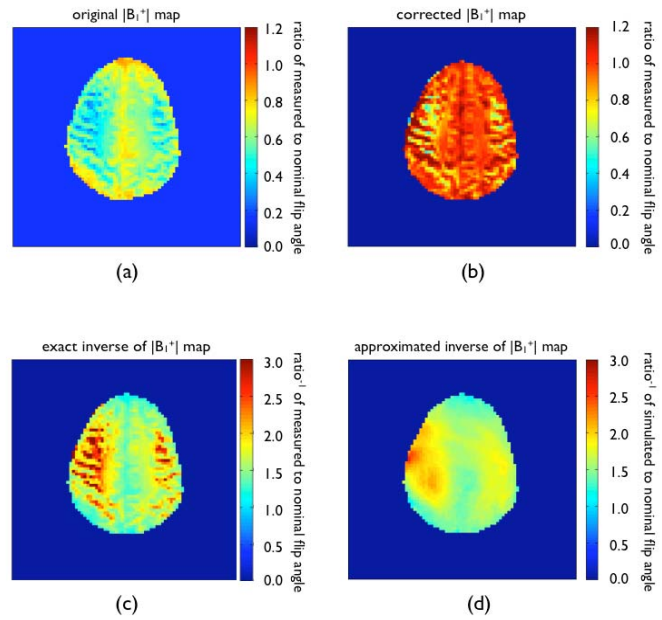 original |B₁⁺| map
1.2
1.0
0.8
0.6
0.4
0.2
0.0
ratio of measured to nominal flip angle
(a)
corrected |B₁⁺| map
1.2
1.0
0.8
0.6
0.4
0.2
0.0
ratio of measured to nominal flip angle
(b)
exact inverse of |B₁⁺| map
3.0
2.5
2.0
1.5
1.0
0.5
0.0
ratio⁻¹ of measured to nominal flip angle
(c)
approximated inverse of |B₁⁺| map
3.0
2.5
2.0
1.5
1.0
0.5
0.0
ratio⁻¹ of simulated to nominal flip angle
(d)